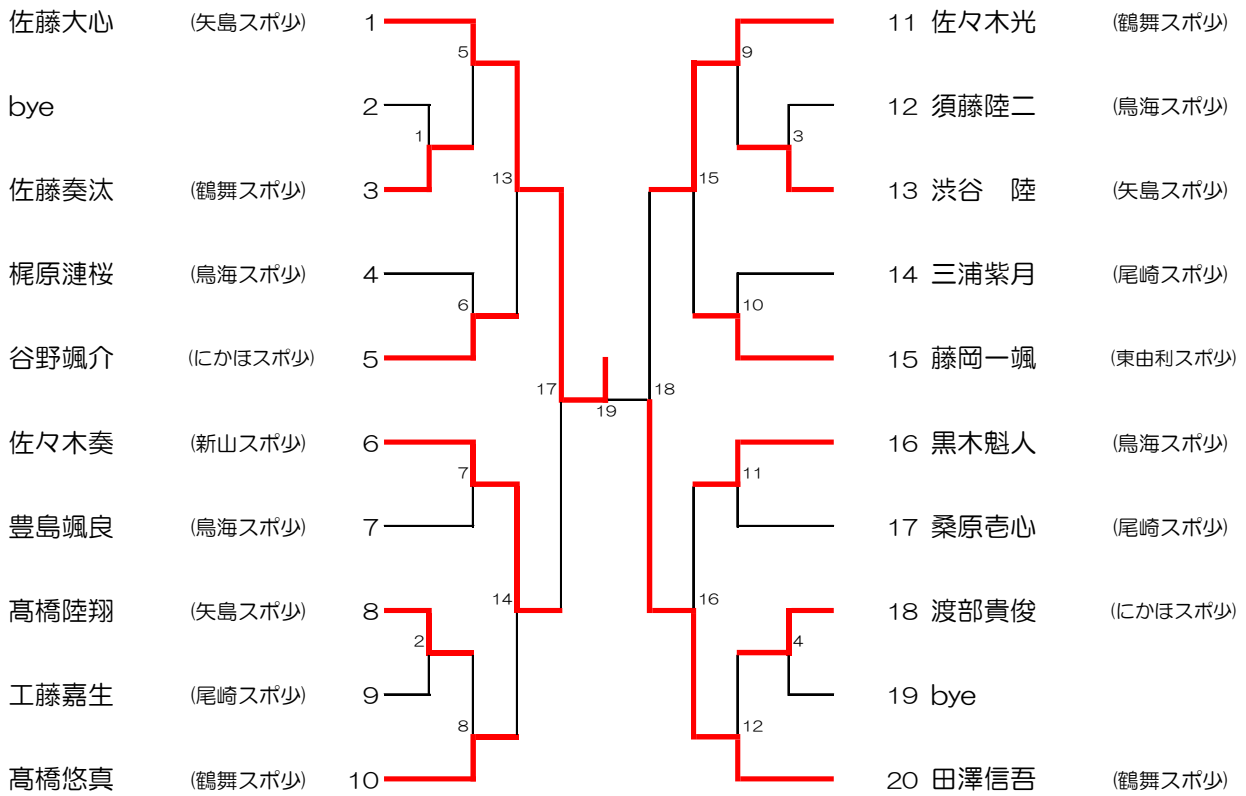 佐藤大心 (矢島スポ少) 1
bye 2
佐藤奏汰 (鶴舞スポ少) 3
梶原漣桜 (鳥海スポ少) 4
谷野颯介 (にかほスポ少) 5
佐々木奏 (新山スポ少) 6
豊島颯良 (鳥海スポ少) 7
髙橋陸翔 (矢島スポ少) 8
工藤嘉生 (尾崎スポ少) 9
髙橋悠真 (鶴舞スポ少) 10
5
1
13
6
17
7
14
2
8
19
9
3
15
10
18
11
16
4
12
11 佐々木光 (鶴舞スポ少)
12 須藤陸二 (鳥海スポ少)
13 渋谷　陸 (矢島スポ少)
14 三浦紫月 (尾崎スポ少)
15 藤岡一颯 (東由利スポ少)
16 黒木魁人 (鳥海スポ少)
17 桑原壱心 (尾崎スポ少)
18 渡部貴俊 (にかほスポ少)
19 bye
20 田澤信吾 (鶴舞スポ少)